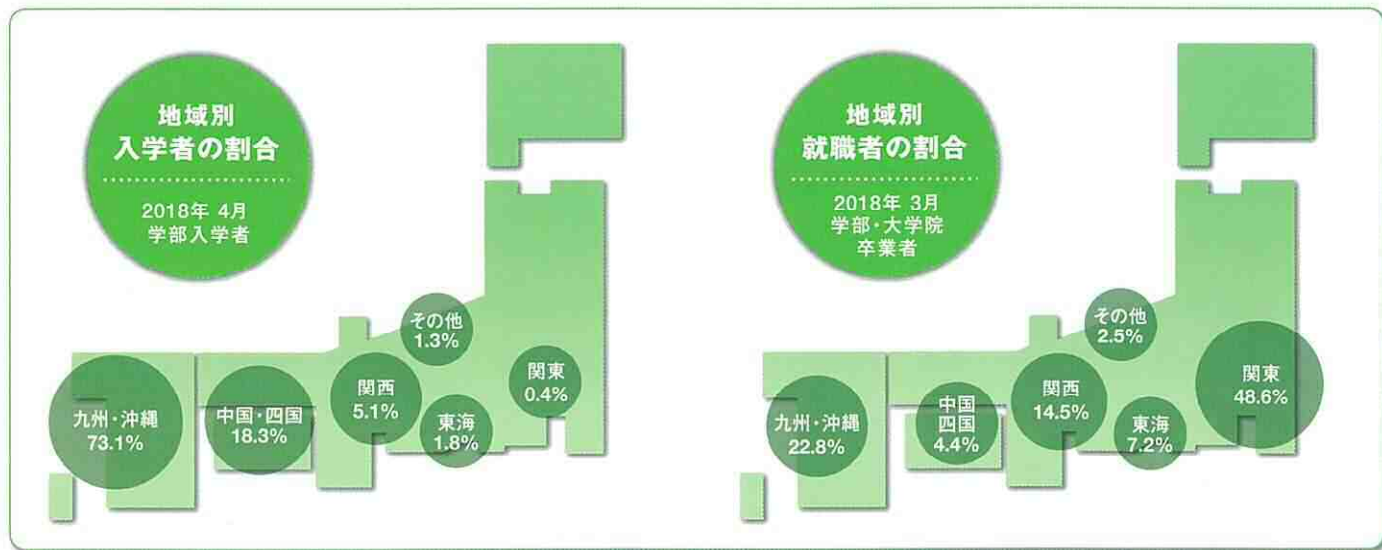 地域別
入学者の割合
2018年 4月
学部入学者
その他
1.3%
関東
0.4%
関西
5.1%
東海
1.8%
中国・四国
18.3%
九州・沖縄
73.1%
地域別
就職者の割合
2018年 3月
学部・大学院
卒業者
その他
2.5%
関東
48.6%
関西
14.5%
東海
7.2%
中国
四国
4.4%
九州・沖縄
22.8%